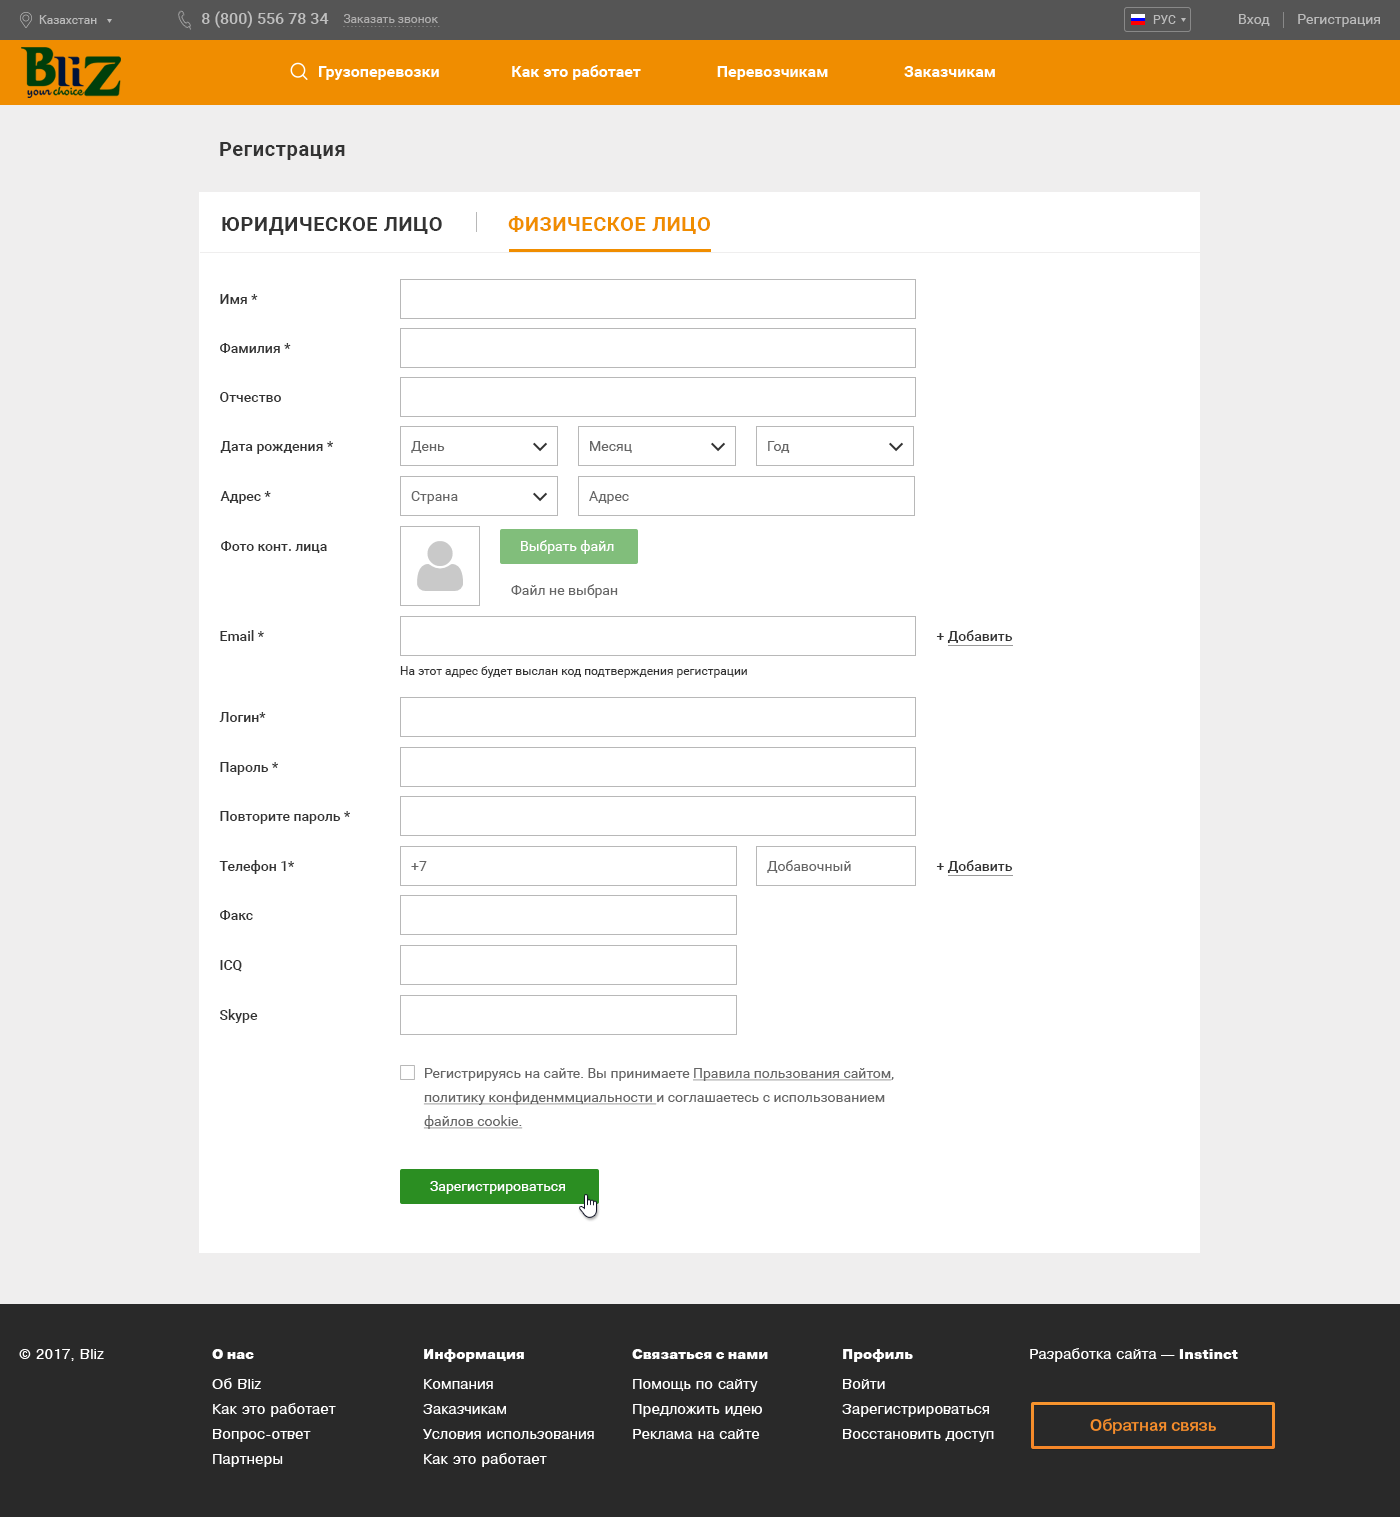 Казахстан
8 (800) 556 78 34
Заказать звонок
РУС
Вход
Регистрация
BliZ
your choice
Грузоперевозки
Как это работает
Перевозчикам
Заказчикам
Регистрация
ЮРИДИЧЕСКОЕ ЛИЦО
ФИЗИЧЕСКОЕ ЛИЦО
Имя *
Фамилия *
Отчество
Дата рождения *
День
Месяц
Год
Адрес *
Страна
Адрес
Фото конт. лица
Выбрать файл
Файл не выбран
Email *
+ Добавить
На этот адрес будет выслан код подтверждения регистрации
Логин*
Пароль *
Повторите пароль *
Телефон 1*
+7
Добавочный
+ Добавить
Факс
ICQ
Skype
Регистрируясь на сайте. Вы принимаете Правила пользования сайтом,
политику конфиденммциальности и соглашаетесь с использованием
файлов cookie.
Зарегистрироваться
© 2017, Bliz
О нас
Об Bliz
Как это работает
Вопрос-ответ
Партнеры
Информация
Компания
Заказчикам
Условия использования
Как это работает
Связаться с нами
Помощь по сайту
Предложить идею
Реклама на сайте
Профиль
Войти
Зарегистрироваться
Восстановить доступ
Разработка сайта — Instinct
Обратная связь